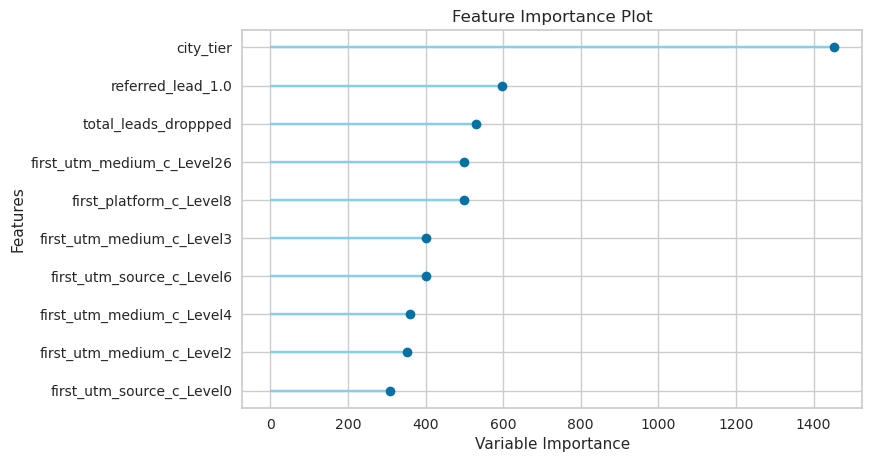 Feature Importance Plot
city_tier
referred_lead_1.0
total_leads_droppped
first_utm_medium_c_Level26
first_platform_c_Level8
first_utm_medium_c_Level3
first_utm_source_c_Level6
first_utm_medium_c_Level4
first_utm_medium_c_Level2
first_utm_source_c_Level0
Features
0 200 400 600 800 1000 1200 1400
Variable Importance